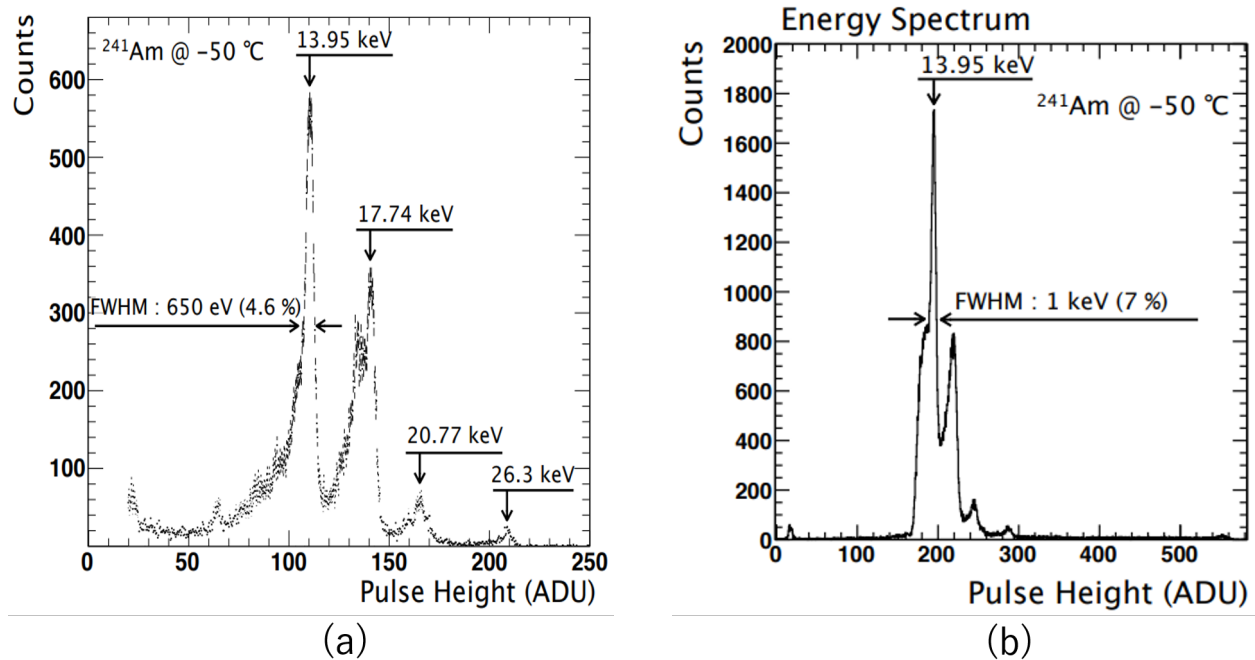 Counts
²⁴¹Am @ −50 ℃
13.95 keV
17.74 keV
FWHM : 650 eV (4.6 %)
20.77 keV
26.3 keV
600
500
400
300
200
100
0 50 100 150 200 250
Pulse Height (ADU)
(a)
Energy Spectrum
Counts
13.95 keV
²⁴¹Am @ −50 ℃
FWHM : 1 keV (7 %)
2000
1800
1600
1400
1200
1000
800
600
400
200
0
0 100 200 300 400 500
Pulse Height (ADU)
(b)